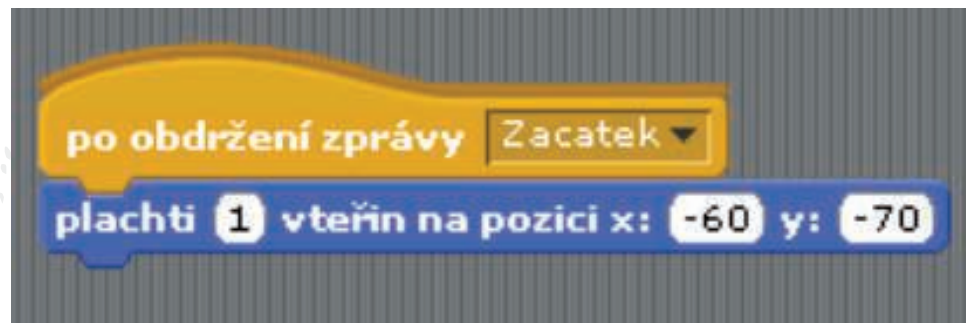 po obdržení zprávy Zacatek
plachti 1 vteřin na pozici x: -60 y: -70